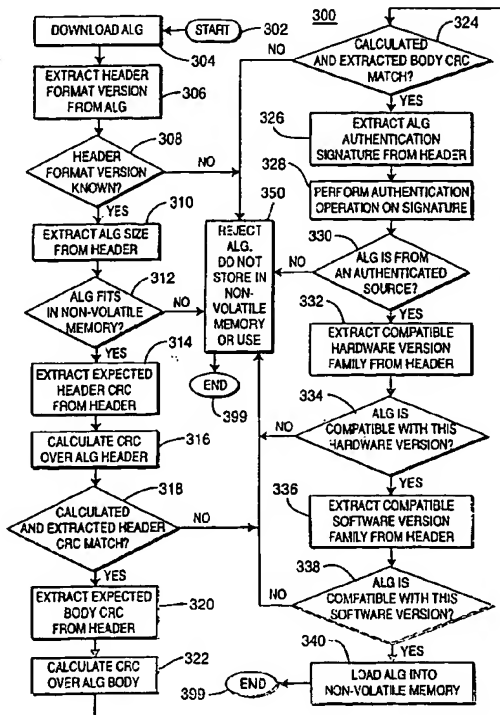 300
START
302
DOWNLOAD ALG
304
EXTRACT HEADER
FORMAT VERSION
FROM ALG
306
308
HEADER
FORMAT VERSION
KNOWN?
NO
YES
310
EXTRACT ALG SIZE
FROM HEADER
312
ALG FITS
IN NON-VOLATILE
MEMORY?
NO
YES
314
EXTRACT EXPECTED
HEADER CRC
FROM HEADER
CALCULATE CRC
OVER ALG HEADER
316
318
CALCULATED
AND EXTRACTED HEADER
CRC MATCH?
NO
YES
EXTRACT EXPECTED
BODY CRC
FROM HEADER
320
CALCULATE CRC
OVER ALG BODY
322
350
REJECT
ALG.
DO NOT
STORE IN
NON-
VOLATILE
MEMORY
OR USE
END
399
324
NO
CALCULATED
AND EXTRACTED BODY CRC
MATCH?
YES
326
EXTRACT ALG
AUTHENTICATION
SIGNATURE FROM HEADER
328
PERFORM AUTHENTICATION
OPERATION ON SIGNATURE
330
ALG IS FROM
AN AUTHENTICATED
SOURCE?
NO
332
YES
EXTRACT COMPATIBLE
HARDWARE VERSION
FAMILY FROM HEADER
334
NO
ALG IS
COMPATIBLE WITH THIS
HARDWARE VERSION?
YES
336
EXTRACT COMPATIBLE
SOFTWARE VERSION
FAMILY FROM HEADER
338
NO
ALG IS
COMPATIBLE WITH THIS
SOFTWARE VERSION?
YES
340
LOAD ALG INTO
NON-VOLATILE MEMORY
END
399